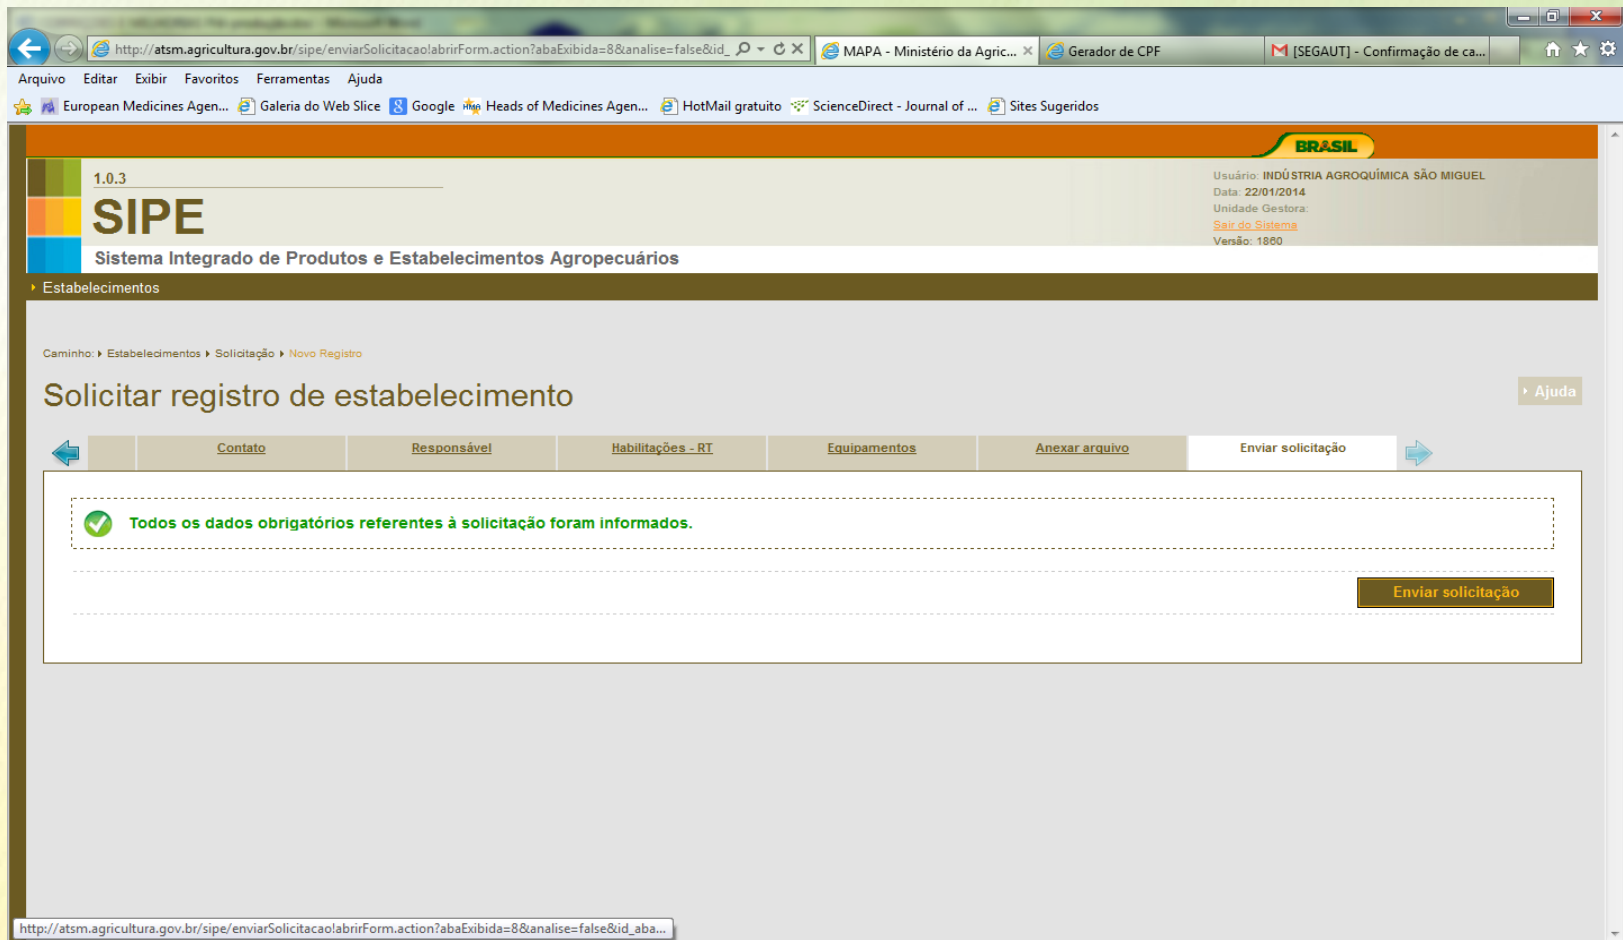 http://atsm.agricultura.gov.br/sipe/enviarSolicitacao!abrirForm.action?abaExibida=8&analise=false&id_
MAPA - Ministério da Agric...
Gerador de CPF
[SEGAUT] - Confirmação de ca...
Arquivo Editar Exibir Favoritos Ferramentas Ajuda
European Medicines Agen... Galeria do Web Slice Google Heads of Medicines Agen... HotMail gratuito ScienceDirect - Journal of ... Sites Sugeridos
BRASIL
1.0.3
SIPE
Sistema Integrado de Produtos e Estabelecimentos Agropecuários
Usuário: INDÚSTRIA AGROQUÍMICA SÃO MIGUEL
Data: 22/01/2014
Unidade Gestora:
Sair do Sistema
Versão: 1860
Estabelecimentos
Caminho: Estabelecimentos Solicitação Novo Registro
Solicitar registro de estabelecimento
Ajuda
Contato Responsável Habilitações - RT Equipamentos Anexar arquivo Enviar solicitação
Todos os dados obrigatórios referentes à solicitação foram informados.
Enviar solicitação
http://atsm.agricultura.gov.br/sipe/enviarSolicitacao!abrirForm.action?abaExibida=8&analise=false&id_aba...